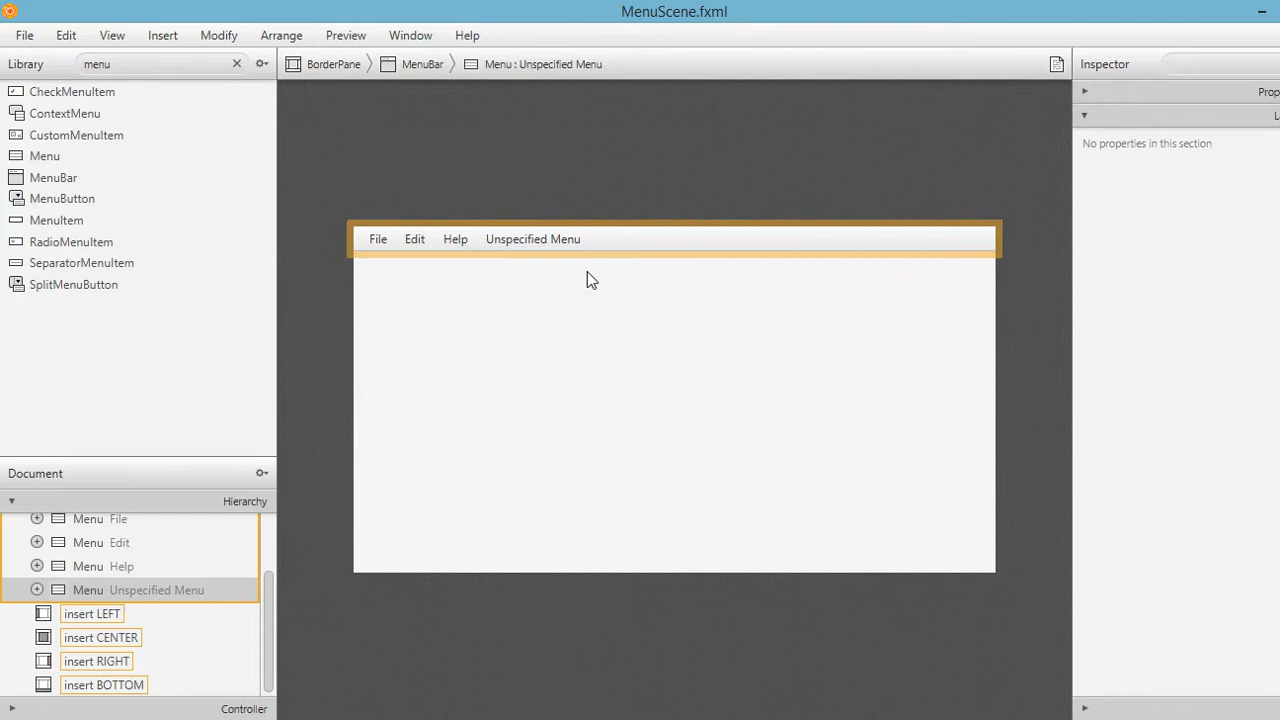 MenuScene.fxml
File Edit View Insert Modify Arrange Preview Window Help
Library menu
BorderPane MenuBar Menu : Unspecified Menu
Inspector
CheckMenuItem
ContextMenu
CustomMenuItem
Menu
MenuBar
MenuButton
MenuItem
RadioMenuItem
SeparatorMenuItem
SplitMenuButton
File Edit Help Unspecified Menu
Prop
No properties in this section
Document
Hierarchy
Menu File
Menu Edit
Menu Help
Menu Unspecified Menu
insert LEFT
insert CENTER
insert RIGHT
insert BOTTOM
Controller